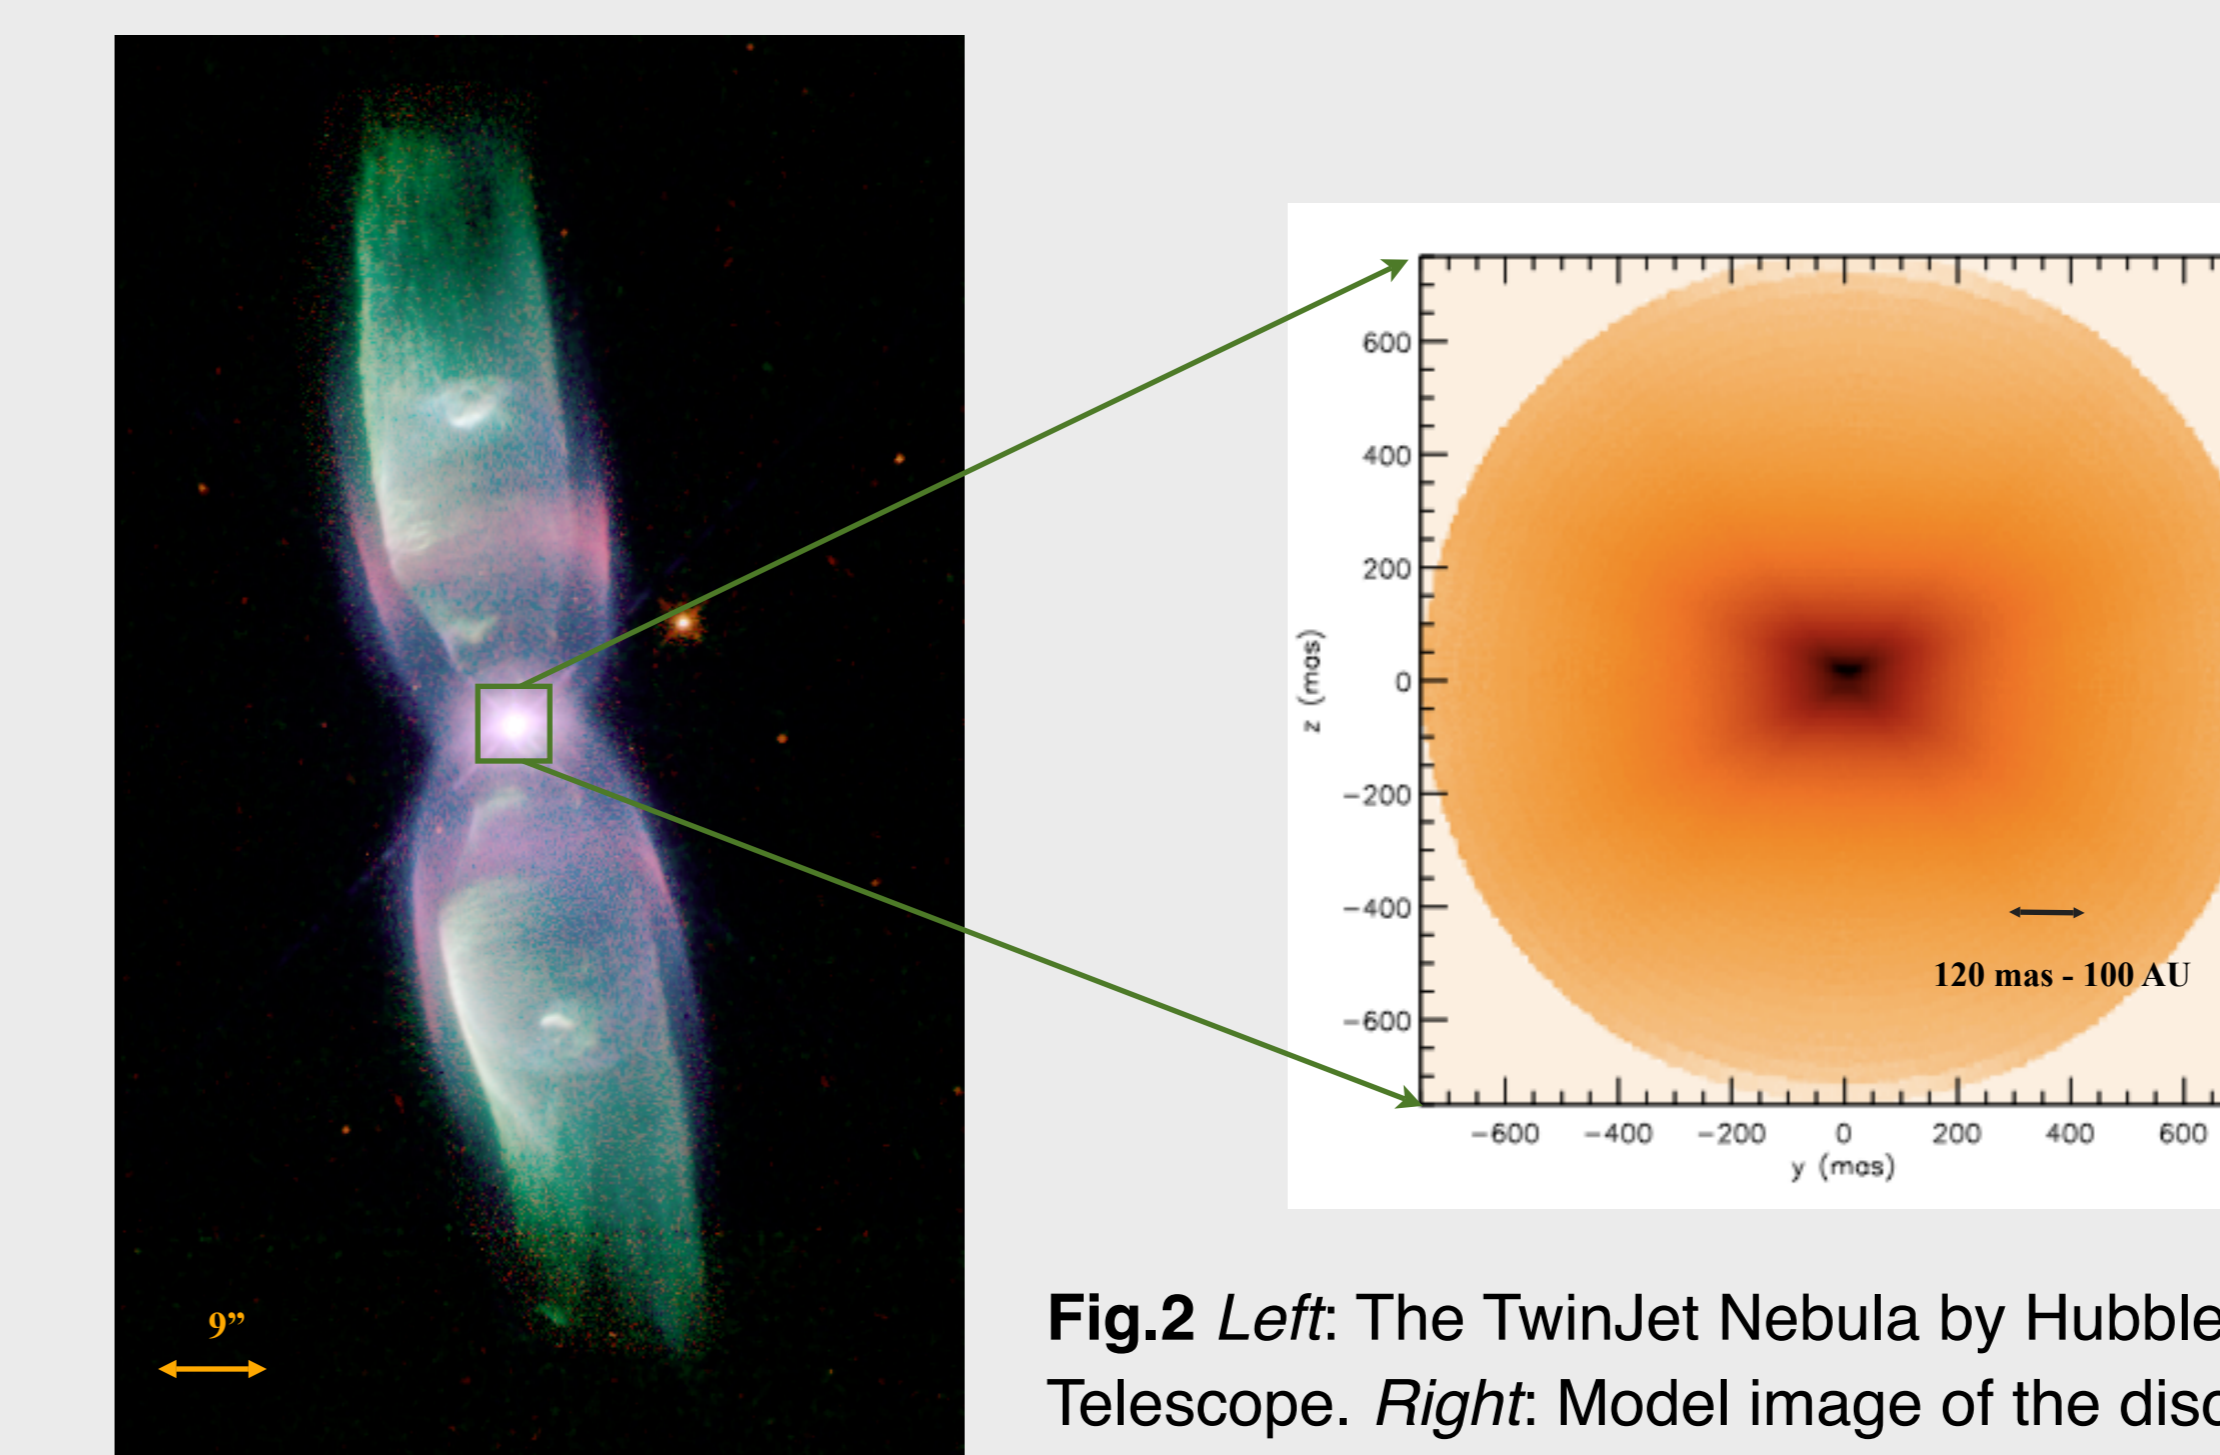 9”
600
400
200
0
−200
−400
−600
z (mas)
120 mas - 100 AU
−600 −400 −200 0 200 400 600
y (mas)
Fig.2 Left: The TwinJet Nebula by Hubble
Telescope. Right: Model image of the disc